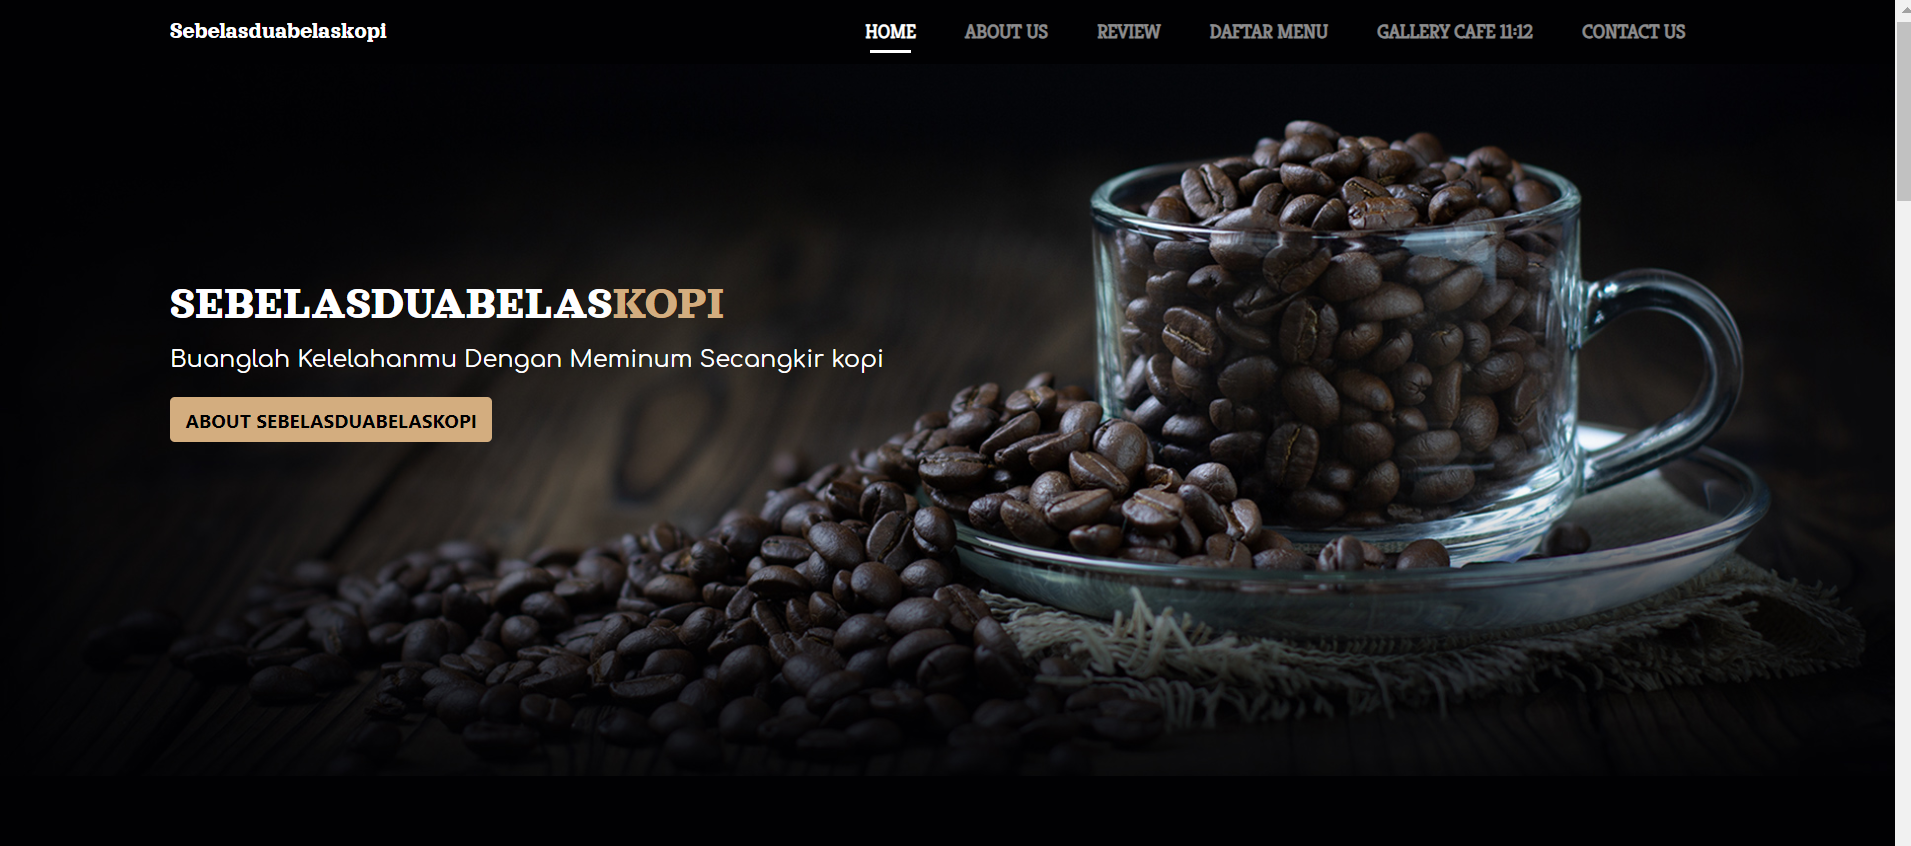 Sebelasduabelaskopi
HOME ABOUT US REVIEW DAFTAR MENU GALLERY CAFE 11:12 CONTACT US
SEBELASDUABELASKOPI
Buanglah Kelelahanmu Dengan Meminum Secangkir kopi
ABOUT SEBELASDUABELASKOPI